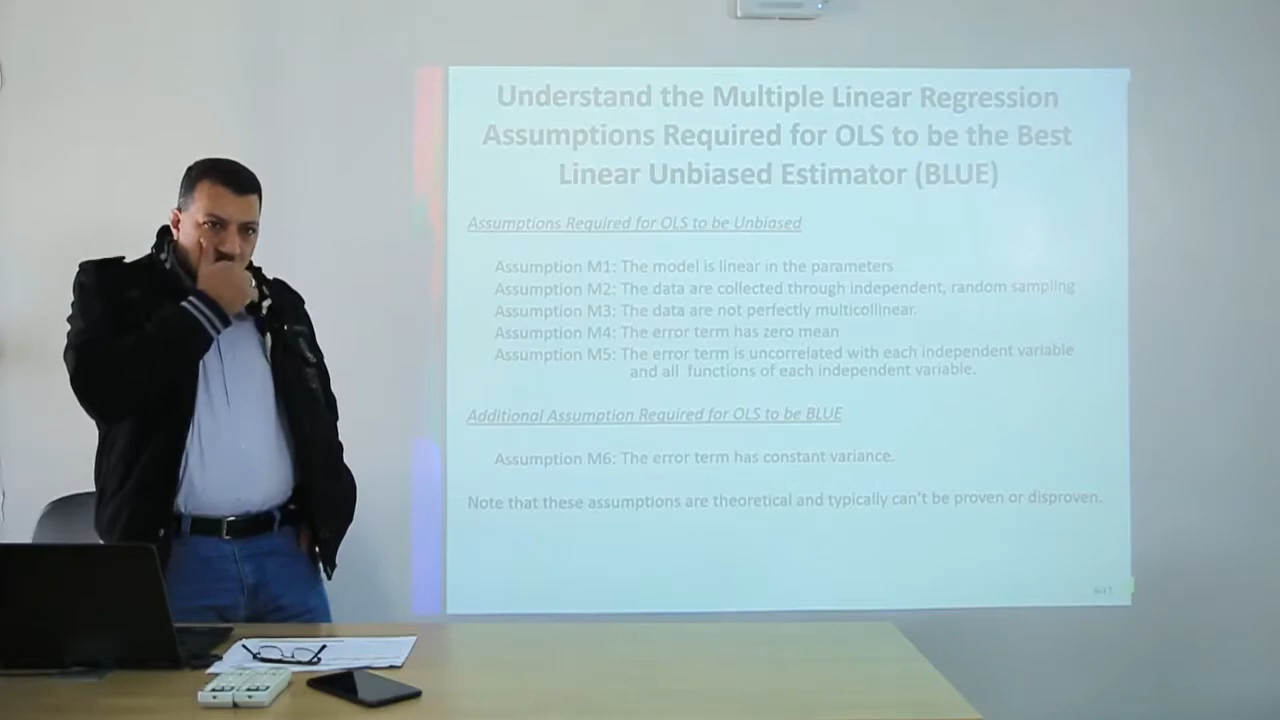 Understand the Multiple Linear Regression
Assumptions Required for OLS to be the Best
Linear Unbiased Estimator (BLUE)
Assumptions Required for OLS to be Unbiased
Assumption M1: The model is linear in the parameters
Assumption M2: The data are collected through independent, random sampling
Assumption M3: The data are not perfectly multicollinear.
Assumption M4: The error term has zero mean
Assumption M5: The error term is uncorrelated with each independent variable
and all functions of each independent variable.
Additional Assumption Required for OLS to be BLUE
Assumption M6: The error term has constant variance.
Note that these assumptions are theoretical and typically can't be proven or disproven.